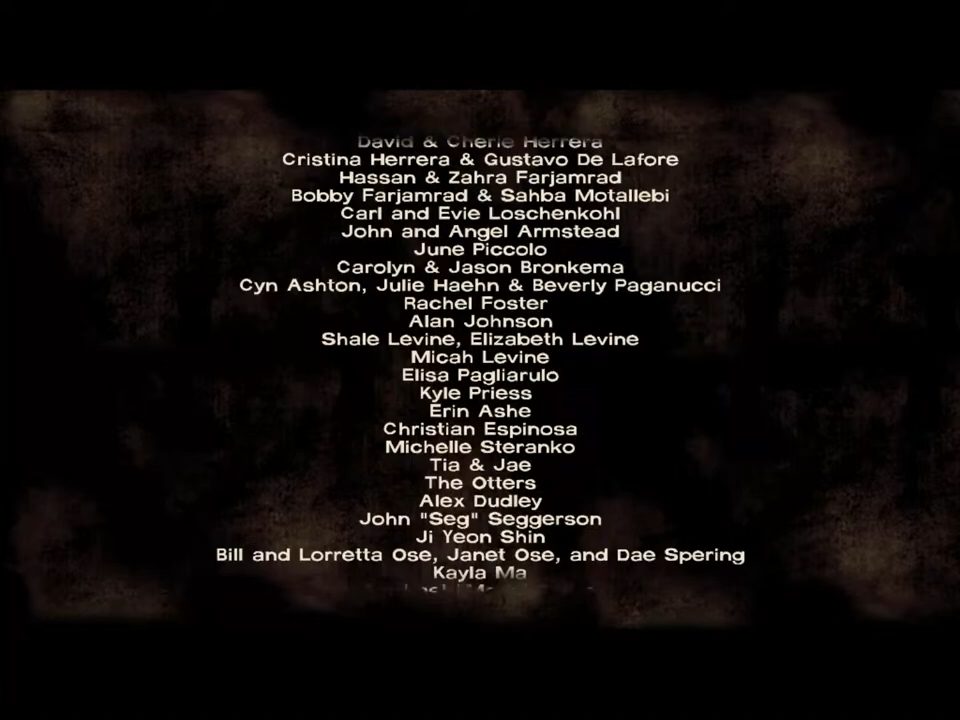 David & Cherie Herrera
Cristina Herrera & Gustavo De Lafore
Hassan & Zahra Farjamrad
Bobby Farjamrad & Sahba Motallebi
Carl and Evie Loschenkohl
John and Angel Armstead
June Piccolo
Carolyn & Jason Bronkema
Cyn Ashton, Julie Haehn & Beverly Paganucci
Rachel Foster
Alan Johnson
Shale Levine, Elizabeth Levine
Micah Levine
Elisa Pagliarulo
Kyle Priess
Erin Ashe
Christian Espinosa
Michelle Steranko
Tia & Jae
The Otters
Alex Dudley
John "Seg" Seggerson
Ji Yeon Shin
Bill and Lorretta Ose, Janet Ose, and Dae Spering
Kayla Ma